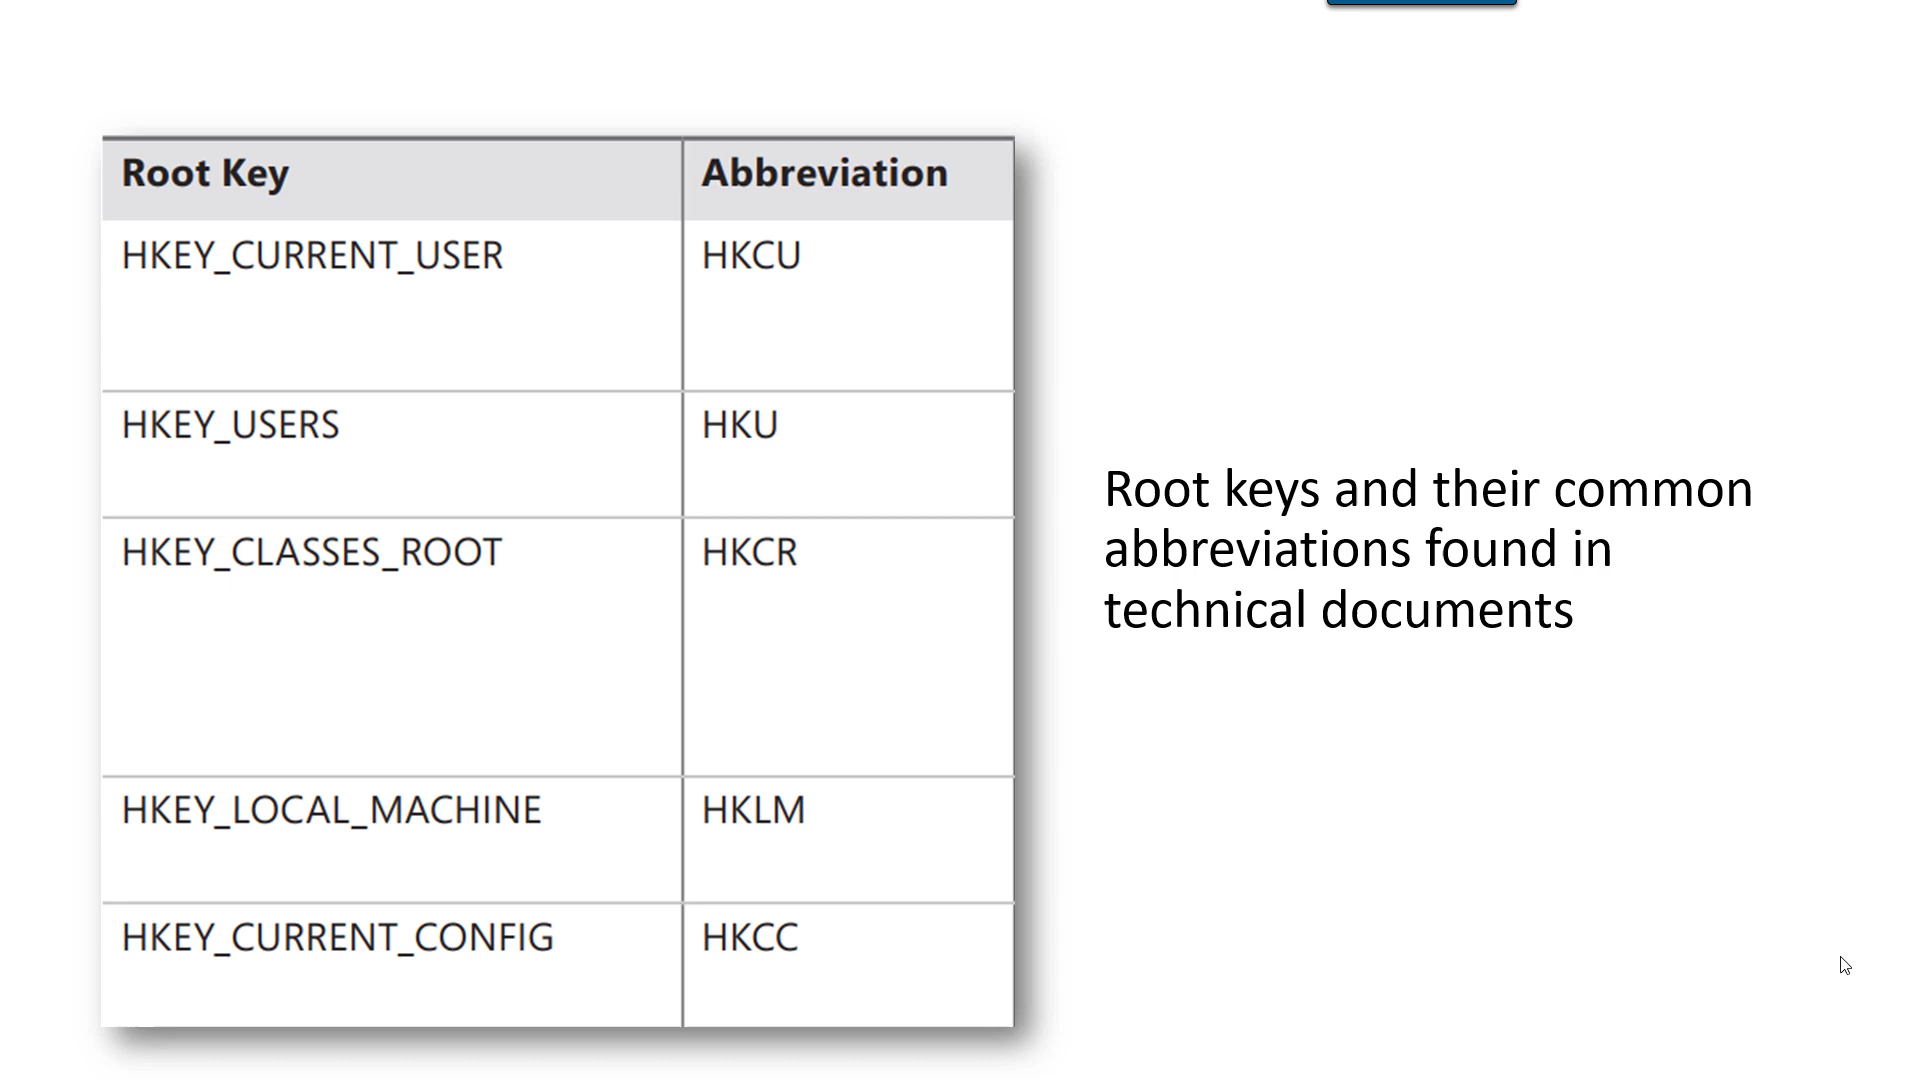 Root Key Abbreviation
HKEY_CURRENT_USER HKCU
HKEY_USERS HKU
HKEY_CLASSES_ROOT HKCR
HKEY_LOCAL_MACHINE HKLM
HKEY_CURRENT_CONFIG HKCC
Root keys and their common
abbreviations found in
technical documents